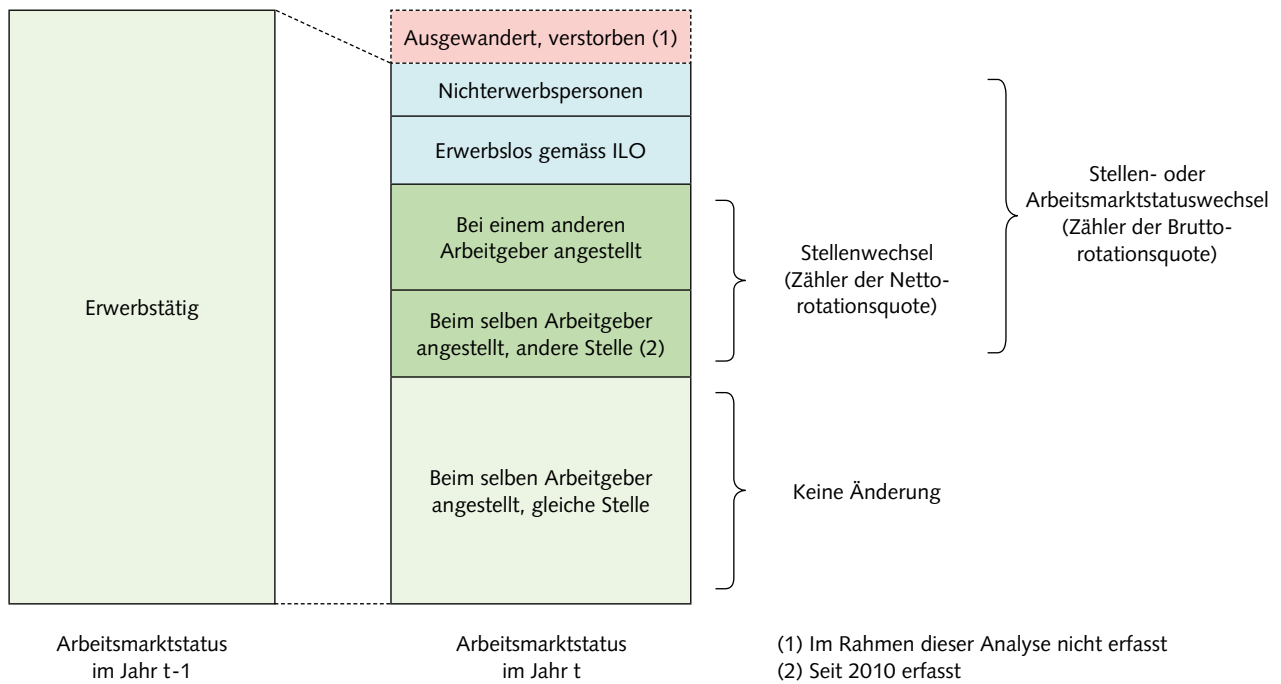 Erwerbstätig
Ausgewandert, verstorben (1)
Nichterwerbspersonen
Erwerbslos gemäss ILO
Bei einem anderen
Arbeitgeber angestellt
Beim selben Arbeitgeber
angestellt, andere Stelle (2)
Beim selben Arbeitgeber
angestellt, gleiche Stelle
Stellenwechsel
(Zähler der Netto-
rotationsquote)
Keine Änderung
Stellen- oder
Arbeitsmarktstatuswechsel
(Zähler der Brutto-
rotationsquote)
Arbeitsmarktstatus
im Jahr t-1
Arbeitsmarktstatus
im Jahr t
(1) Im Rahmen dieser Analyse nicht erfasst
(2) Seit 2010 erfasst